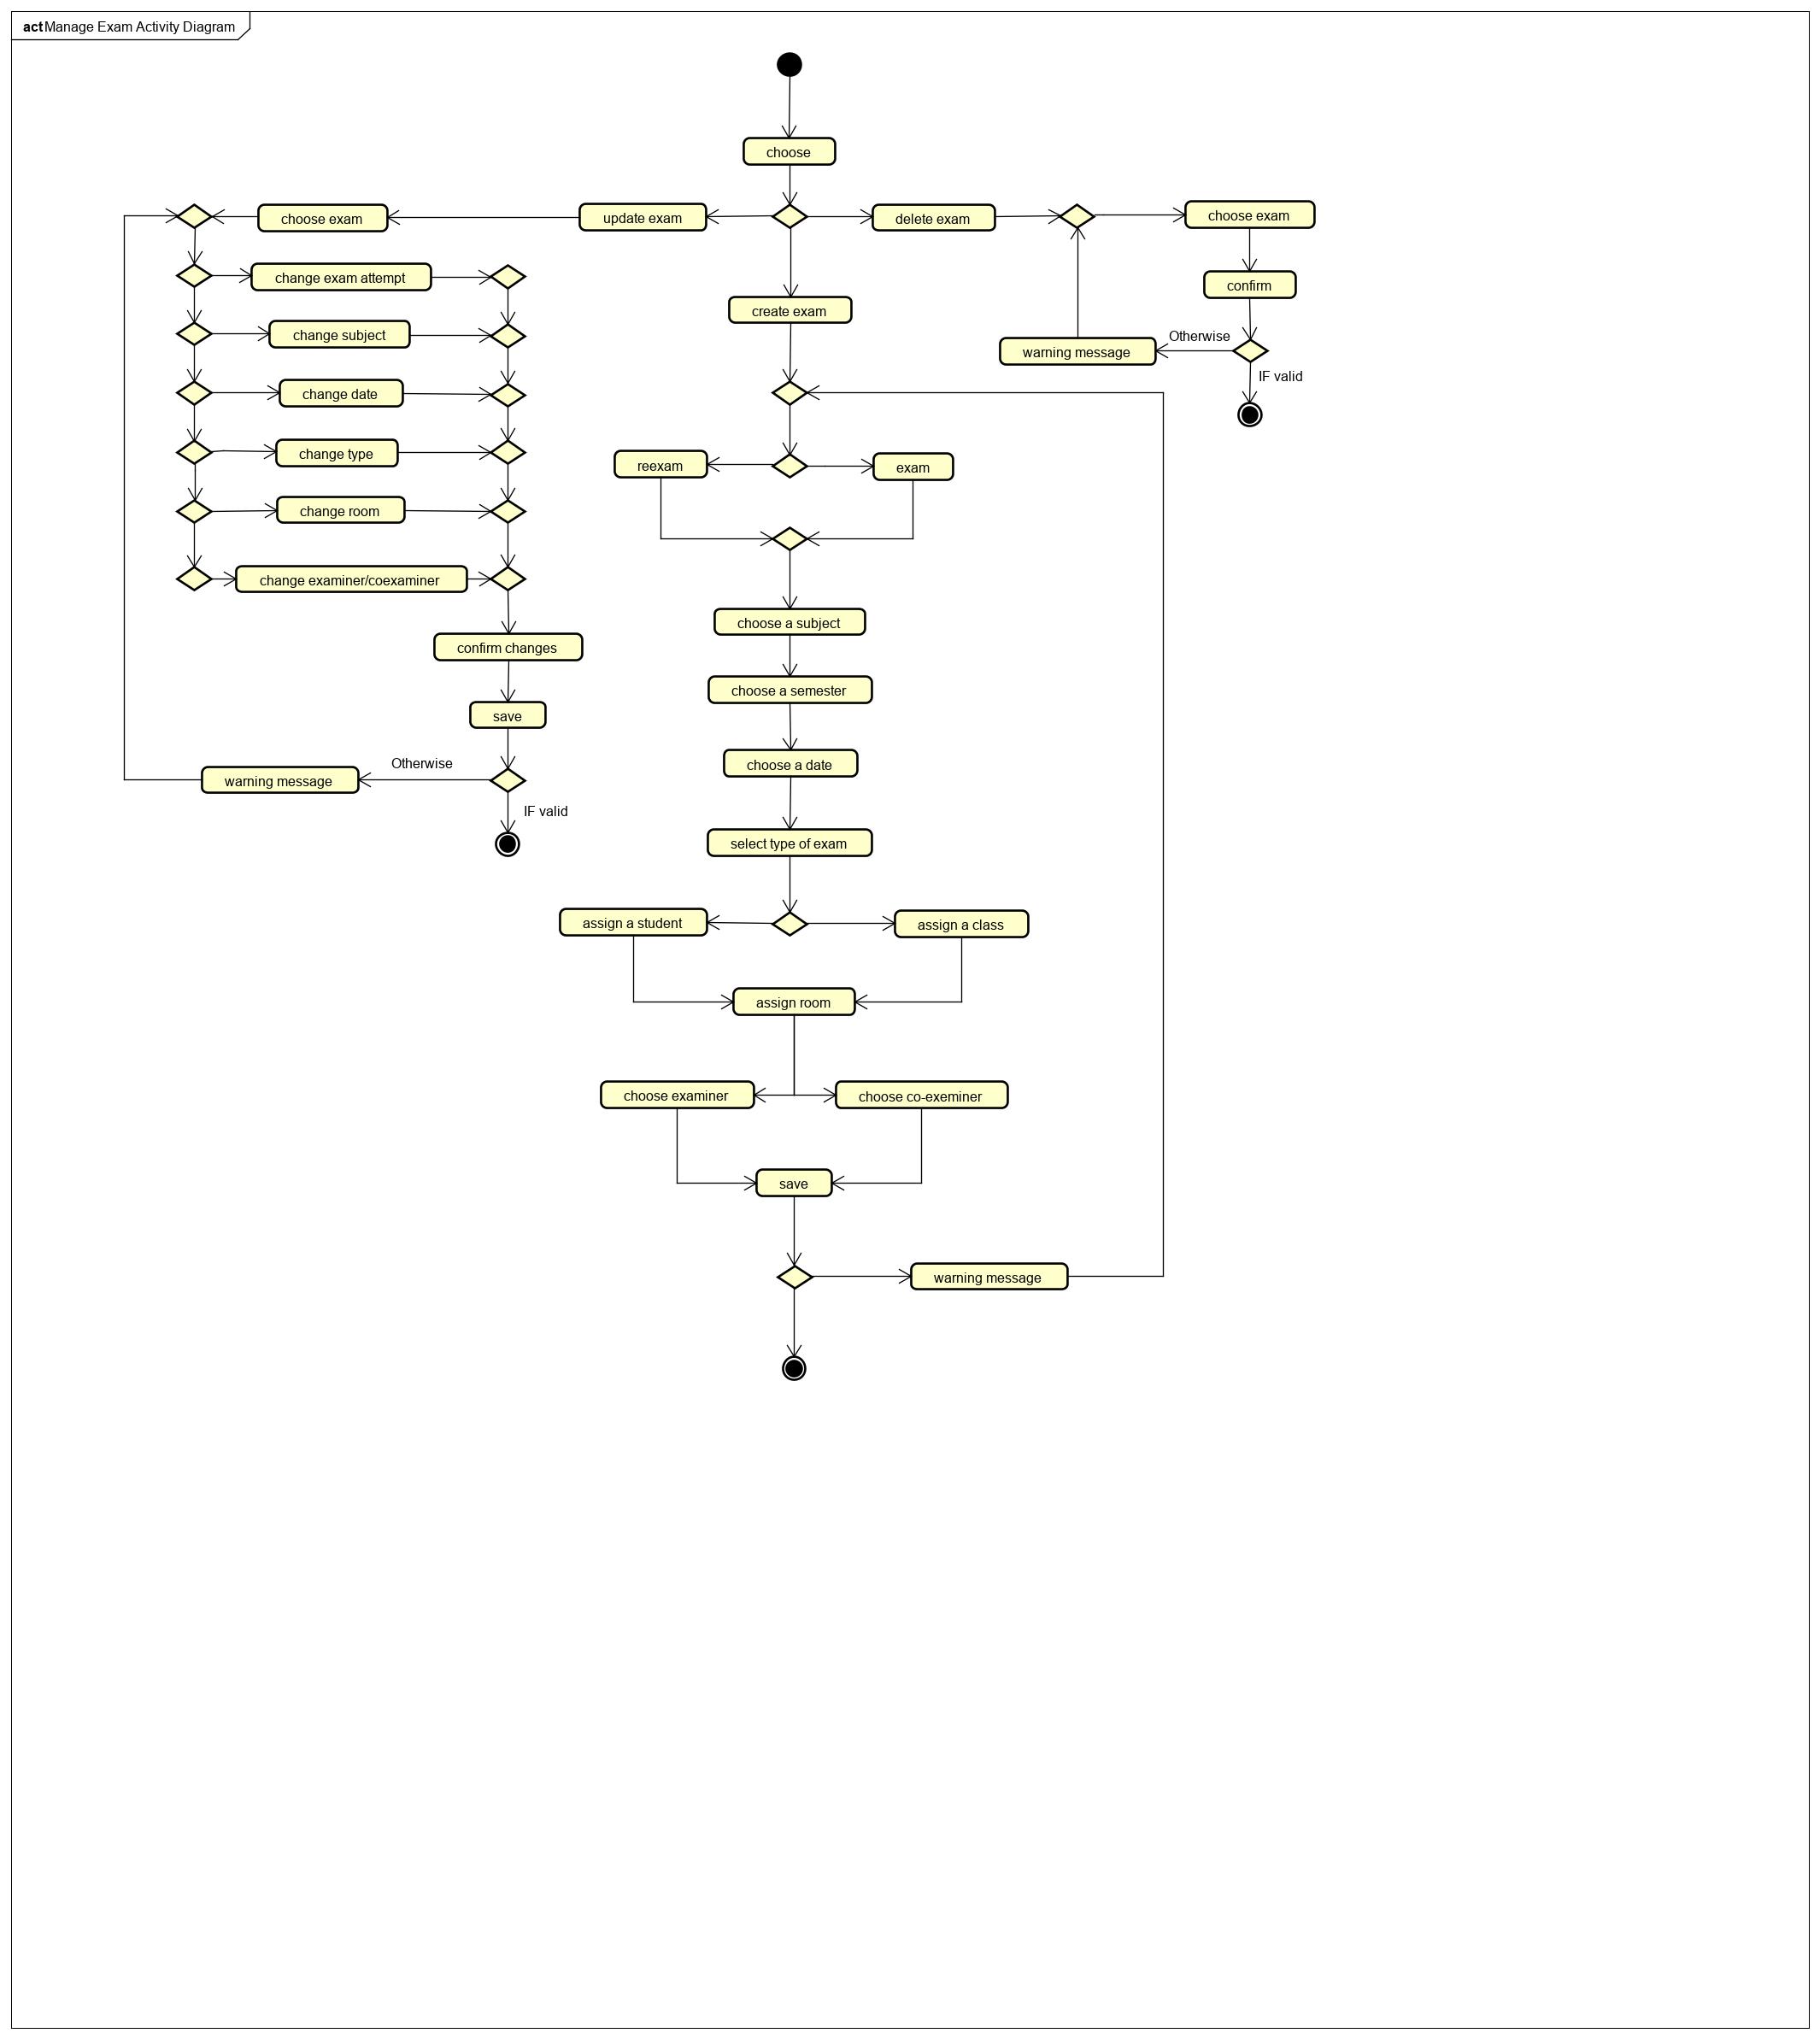 act Manage Exam Activity Diagram
choose
choose exam
update exam
delete exam
choose exam
change exam attempt
confirm
create exam
change subject
Otherwise
warning message
IF valid
change date
change type
reexam
exam
change room
change examiner/coexaminer
choose a subject
confirm changes
choose a semester
save
Otherwise
choose a date
warning message
IF valid
select type of exam
assign a student
assign a class
assign room
choose examiner
choose co-exeminer
save
warning message